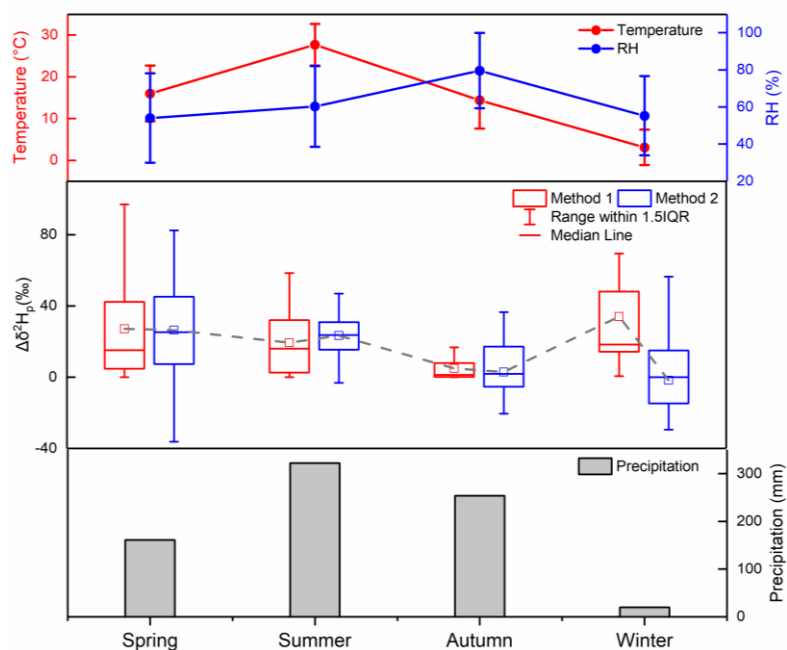 Temperature (°C)
30
20
10
0
Temperature
RH
100
80
60
40
20
RH (%)
Δδ²Hₚ(‰)
80
40
0
-40
Method 1 Method 2
Range within 1.5IQR
Median Line
Precipitation
300
200
100
0
Precipitation (mm)
Spring Summer Autumn Winter